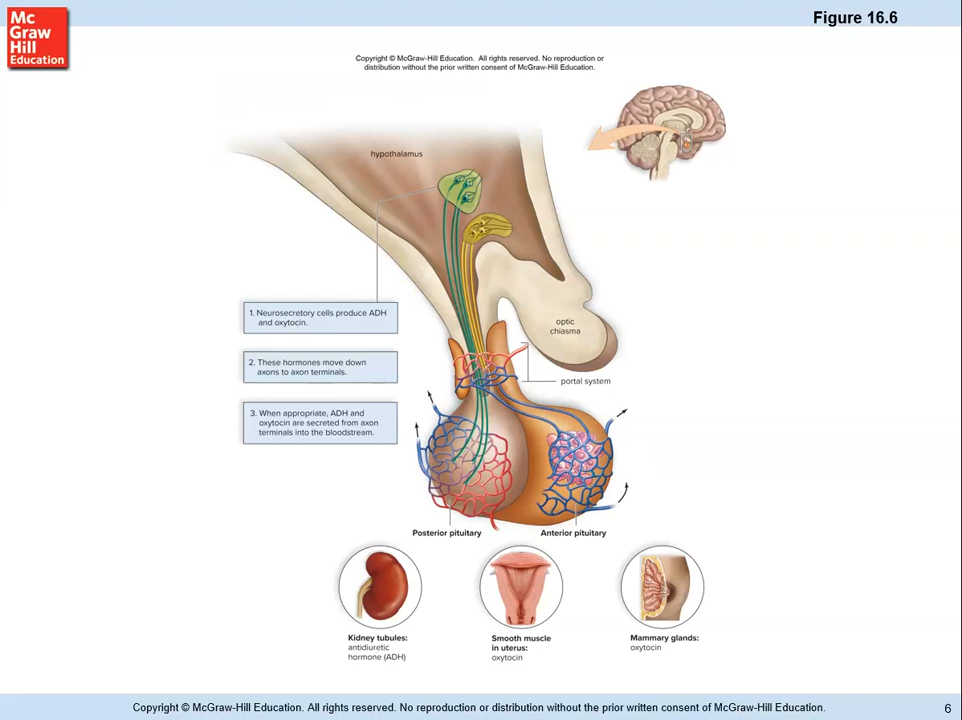 Mc
Graw
Hill
Education
Figure 16.6
Copyright © McGraw-Hill Education. All rights reserved. No reproduction or
distribution without the prior written consent of McGraw-Hill Education.
hypothalamus
1. Neurosecretory cells produce ADH
and oxytocin.
optic
chiasma
2. These hormones move down
axons to axon terminals.
portal system
3. When appropriate, ADH and
oxytocin are secreted from axon
terminals into the bloodstream.
Posterior pituitary
Anterior pituitary
Kidney tubules:
antidiuretic
hormone (ADH)
Smooth muscle
in uterus:
oxytocin
Mammary glands:
oxytocin
Copyright © McGraw-Hill Education. All rights reserved. No reproduction or distribution without the prior written consent of McGraw-Hill Education.
6